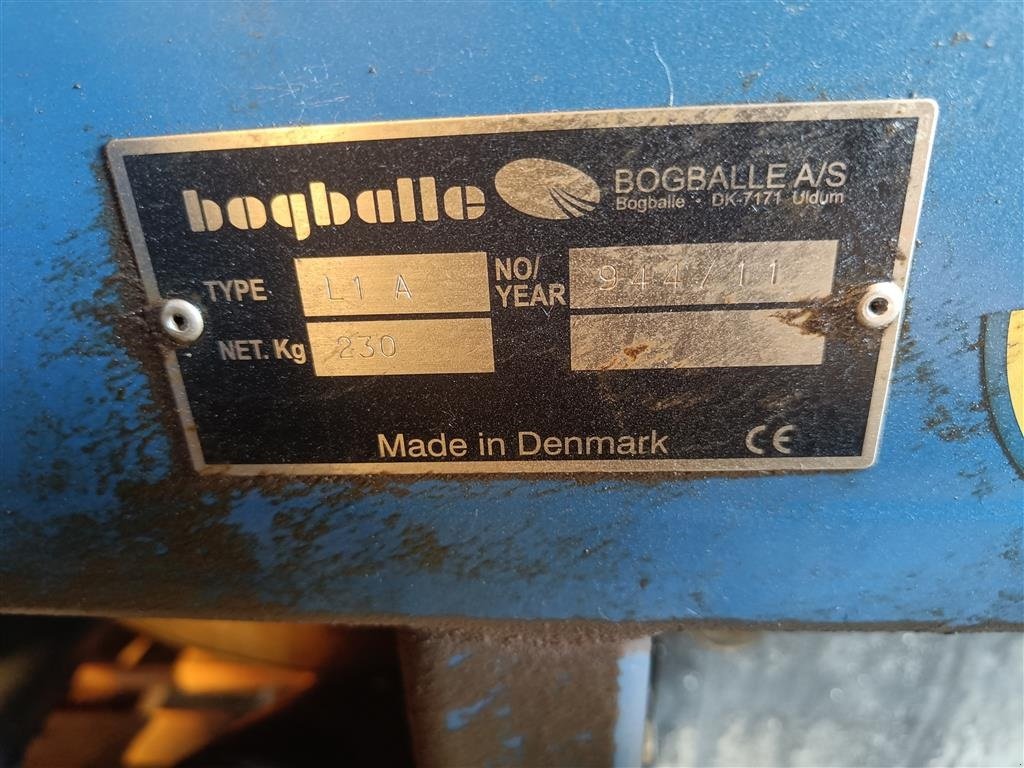 bogballe BOGBALLE A/S
Bogballe · DK-7171 Uldum
TYPE L1 A NO/YEAR 944/11
NET. Kg 230
Made in Denmark CE